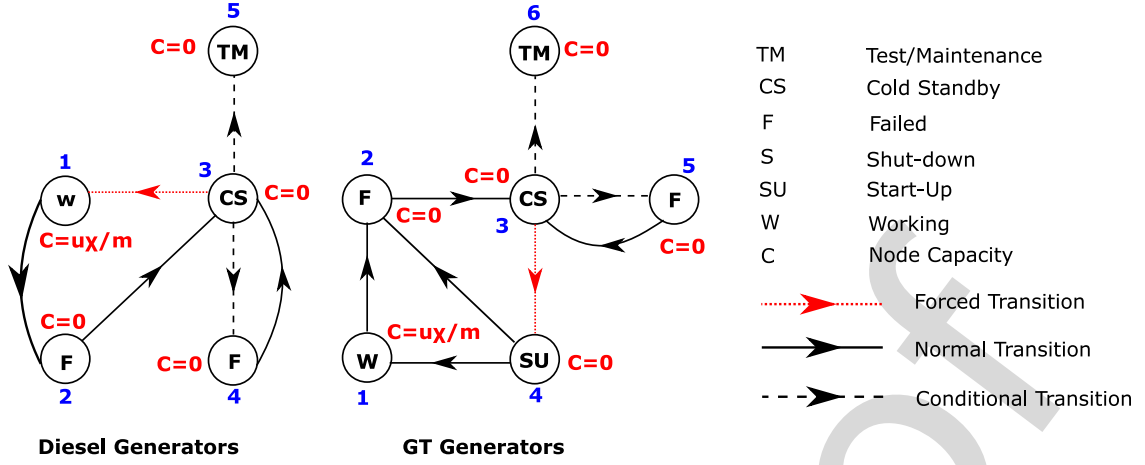 5
C=0
TM
1
3
w
CS
C=0
C=uχ/m
C=0
F
2
C=0
F
4
Diesel Generators
6
TM
C=0
2
5
C=0
F
C=0
CS
3
F
C=0
C=uχ/m
W
1
SU
C=0
4
GT Generators
TM Test/Maintenance
CS Cold Standby
F Failed
S Shut-down
SU Start-Up
W Working
C Node Capacity
Forced Transition
Normal Transition
Conditional Transition
of